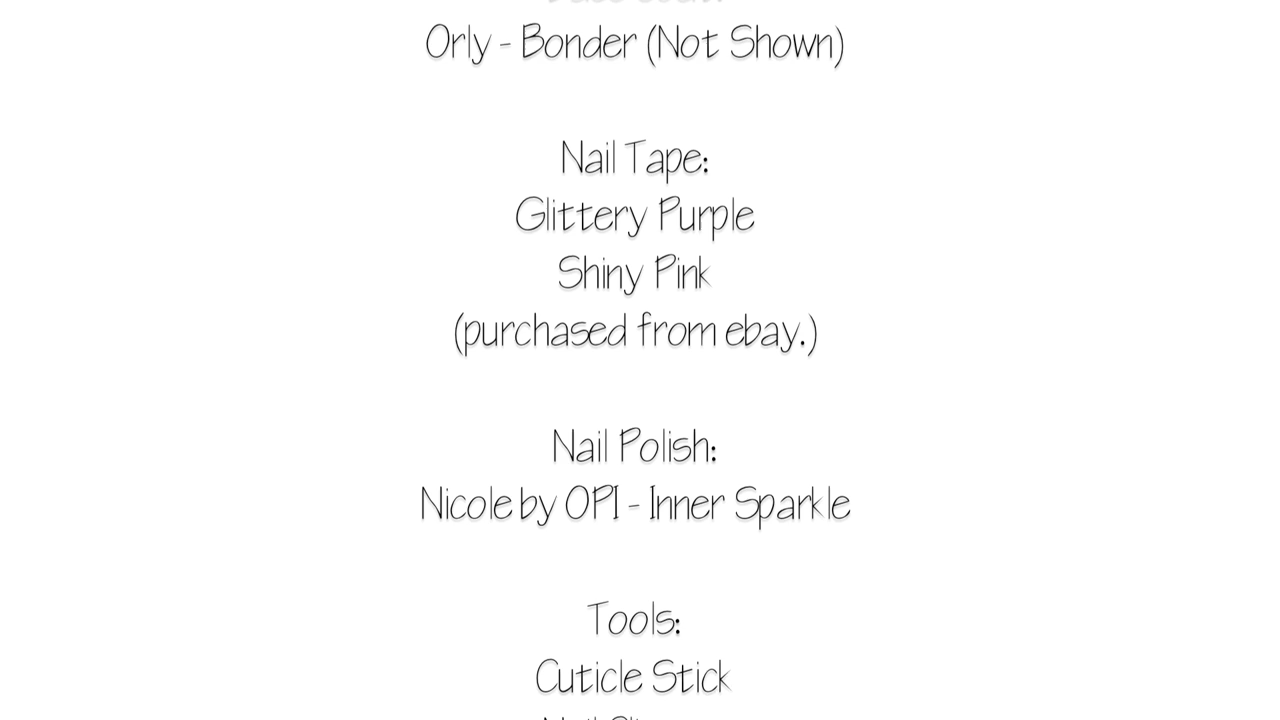 Orly - Bonder (Not Shown)
Nail Tape:
Glittery Purple
Shiny Pink
(purchased from ebay.)
Nail Polish:
Nicole by OPI - Inner Sparkle
Tools:
Cuticle Stick